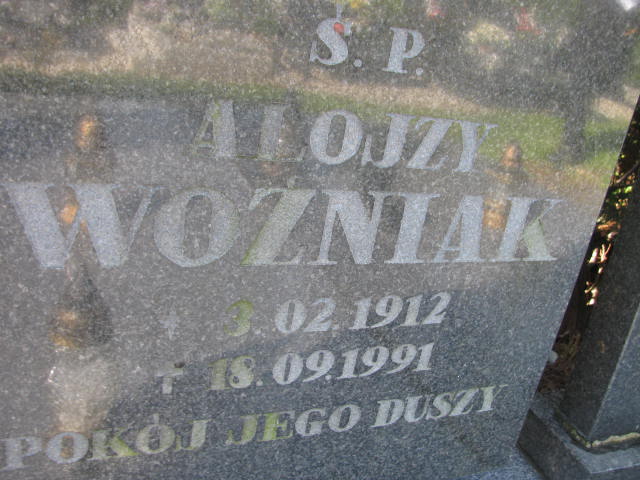 Ś. P.
ALOJZY
WOŹNIAK
* 3.02.1912
✝ 18.09.1991
POKÓJ JEGO DUSZY